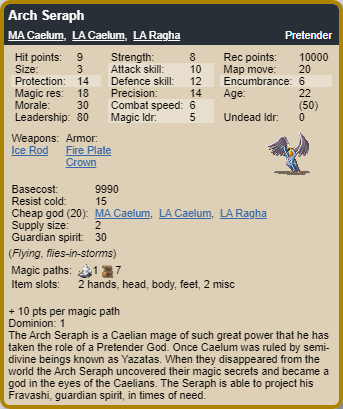 Arch Seraph
MA Caelum, LA Caelum, LA Ragha Pretender
Hit points: 9 Strength: 8 Rec points: 10000
Size: 3 Attack skill: 10 Map move: 20
Protection: 14 Defence skill: 12 Encumbrance: 6
Magic res: 18 Precision: 14 Age: 22
Morale: 30 Combat speed: 6 (50)
Leadership: 80 Magic ldr: 5 Undead ldr: 0
Weapons: Armor:
Ice Rod Fire Plate
Crown
Basecost: 9990
Resist cold: 15
Cheap god (20): MA Caelum, LA Caelum, LA Ragha
Supply size: 2
Guardian spirit: 30
(Flying, flies-in-storms)
Magic paths: 1 7
Item slots: 2 hands, head, body, feet, 2 misc
+ 10 pts per magic path
Dominion: 1
The Arch Seraph is a Caelian mage of such great power that he has
taken the role of a Pretender God. Once Caelum was ruled by semi-
divine beings known as Yazatas. When they disappeared from the
world the Arch Seraph uncovered their magic secrets and became a
god in the eyes of the Caelians. The Seraph is able to project his
Fravashi, guardian spirit, in times of need.